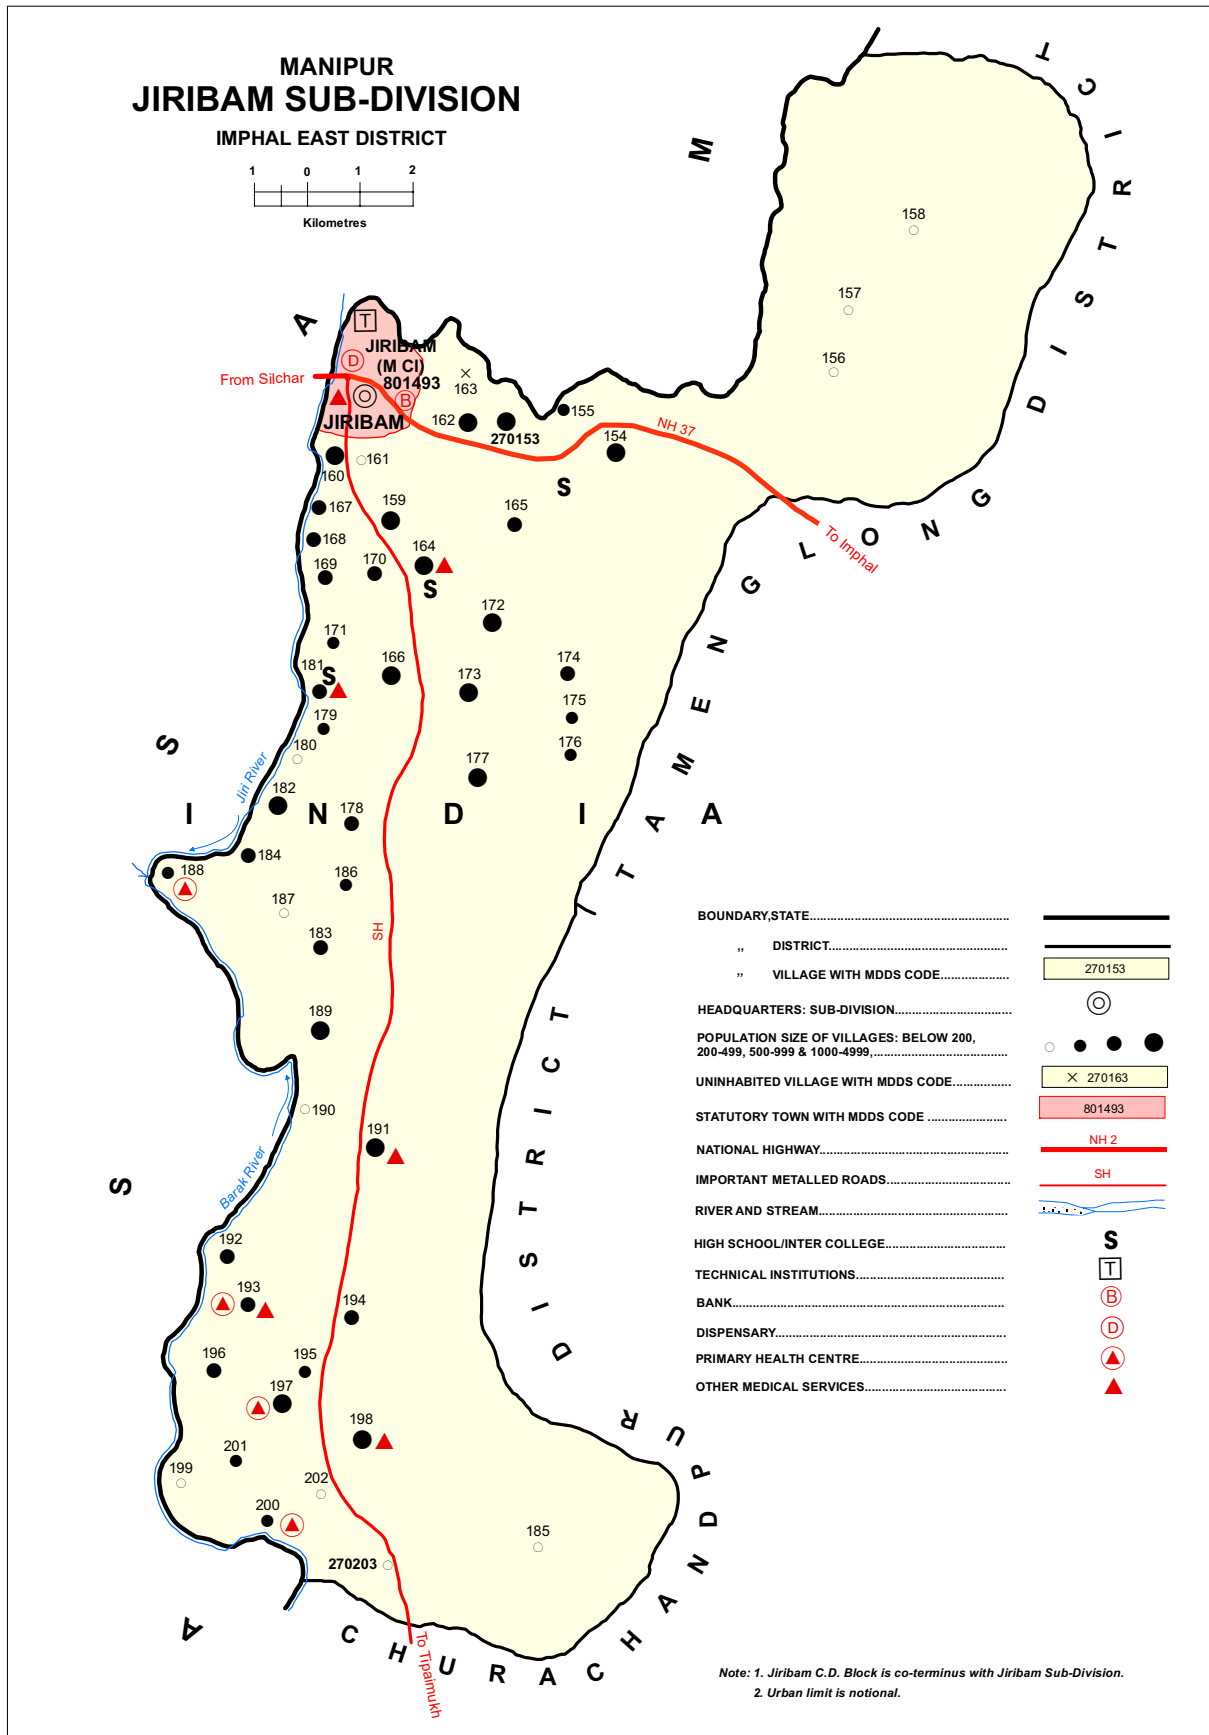 MANIPUR
JIRIBAM SUB-DIVISION
IMPHAL EAST DISTRICT
1 0 1 2
Kilometres
A S S A M
TAMENGLONG DISTRICT
158
157
156
T
JIRIBAM
(M Cl)
801493
D
B
JIRIBAM
From Silchar
163
162
270153
155
154
NH 37
To Imphal
S
160
161
167
159
165
168
164
S
169
170
172
171
181
S
166
173
174
175
179
176
180
177
Jiri River
182
178
I N D I A
184
188
186
187
183
SH
189
190
191
Barak River
192
193
194
196
195
197
198
201
199
202
200
185
270203
To Tipaimukh
CHURACHANDPUR DISTRICT
BOUNDARY,STATE
,, DISTRICT
,, VILLAGE WITH MDDS CODE 270153
HEADQUARTERS: SUB-DIVISION
POPULATION SIZE OF VILLAGES: BELOW 200,
200-499, 500-999 & 1000-4999,
UNINHABITED VILLAGE WITH MDDS CODE 270163
STATUTORY TOWN WITH MDDS CODE 801493
NATIONAL HIGHWAY NH 2
IMPORTANT METALLED ROADS SH
RIVER AND STREAM
HIGH SCHOOL/INTER COLLEGE S
TECHNICAL INSTITUTIONS T
BANK B
DISPENSARY D
PRIMARY HEALTH CENTRE
OTHER MEDICAL SERVICES
Note: 1. Jiribam C.D. Block is co-terminus with Jiribam Sub-Division.
2. Urban limit is notional.